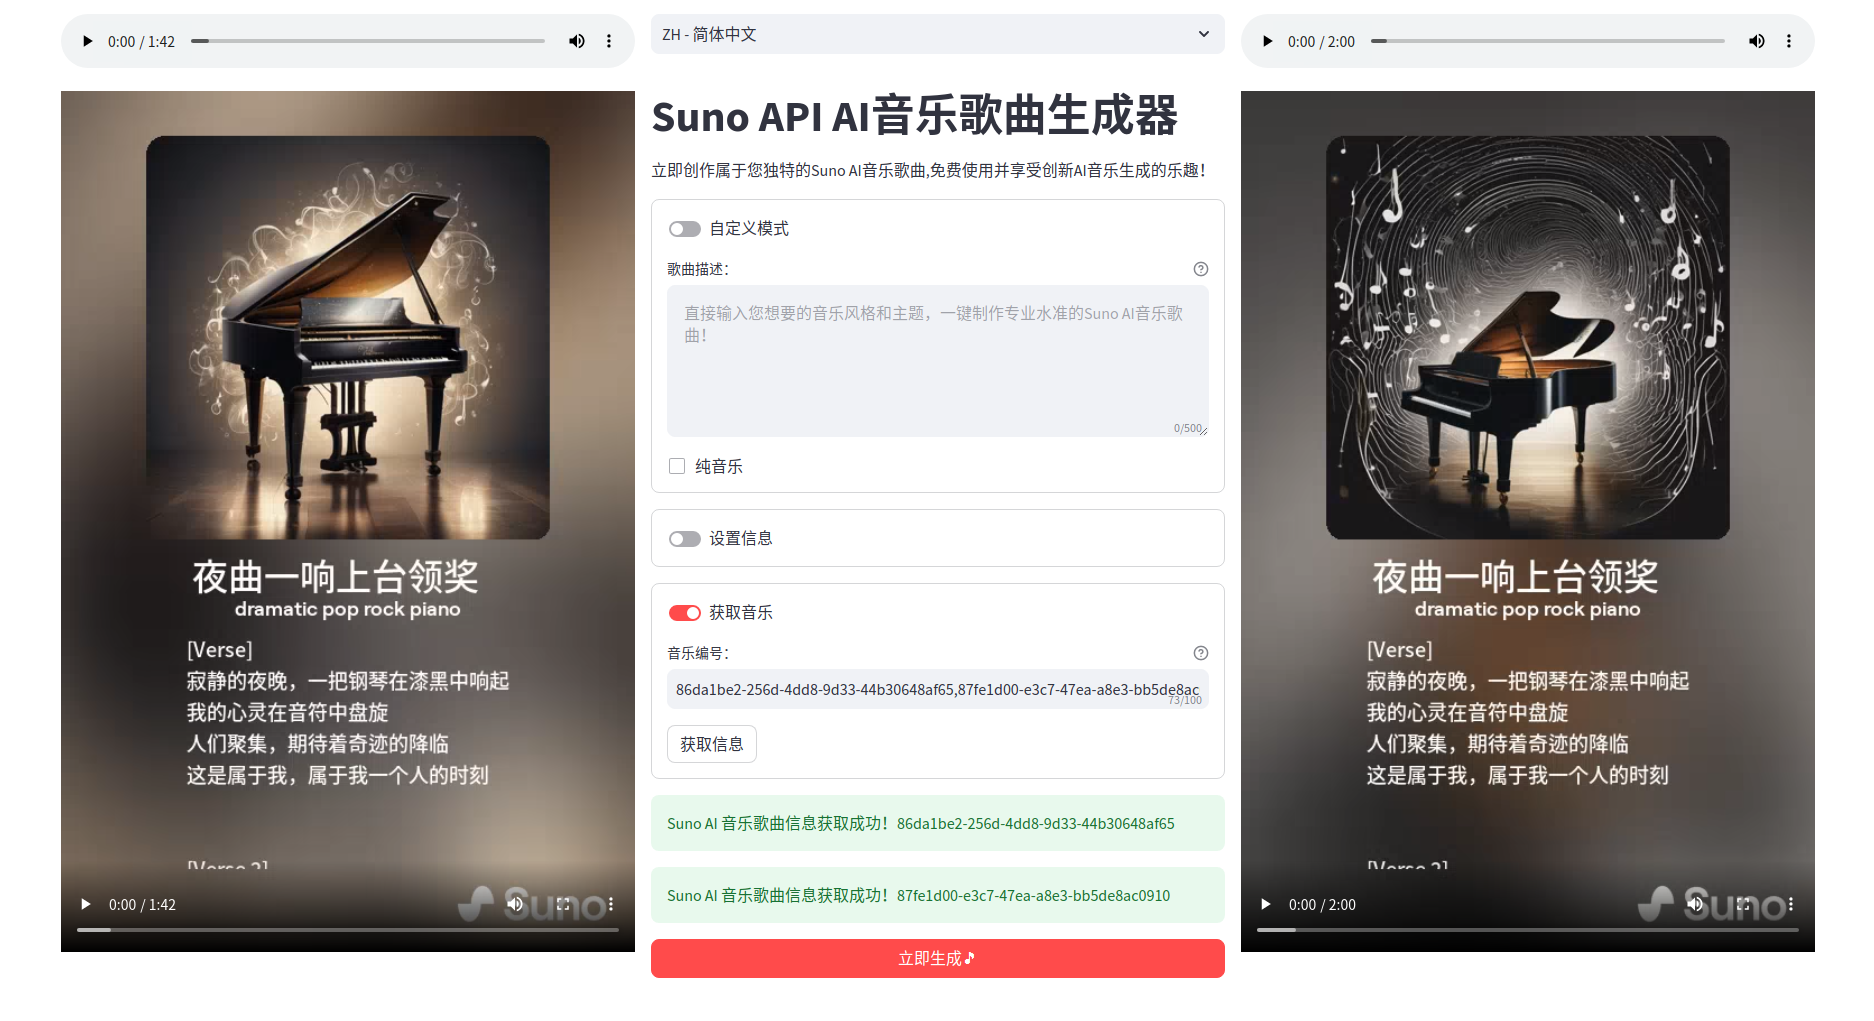 0:00 / 1:42
夜曲一响上台领奖
dramatic pop rock piano
[Verse]
寂静的夜晚，一把钢琴在漆黑中响起
我的心灵在音符中盘旋
人们聚集，期待着奇迹的降临
这是属于我，属于我一个人的时刻
[Verse 2]
0:00 / 1:42
Suno
ZH - 简体中文
Suno API AI音乐歌曲生成器
立即创作属于您独特的Suno AI音乐歌曲,免费使用并享受创新AI音乐生成的乐趣！
自定义模式
歌曲描述：
直接输入您想要的音乐风格和主题，一键制作专业水准的Suno AI音乐歌
曲！
0/500
纯音乐
设置信息
获取音乐
音乐编号：
86da1be2-256d-4dd8-9d33-44b30648af65,87fe1d00-e3c7-47ea-a8e3-bb5de8ac
73/100
获取信息
Suno AI 音乐歌曲信息获取成功！86da1be2-256d-4dd8-9d33-44b30648af65
Suno AI 音乐歌曲信息获取成功！87fe1d00-e3c7-47ea-a8e3-bb5de8ac0910
立即生成
0:00 / 2:00
夜曲一响上台领奖
dramatic pop rock piano
[Verse]
寂静的夜晚，一把钢琴在漆黑中响起
我的心灵在音符中盘旋
人们聚集，期待着奇迹的降临
这是属于我，属于我一个人的时刻
[Verse 2]
0:00 / 2:00
Suno